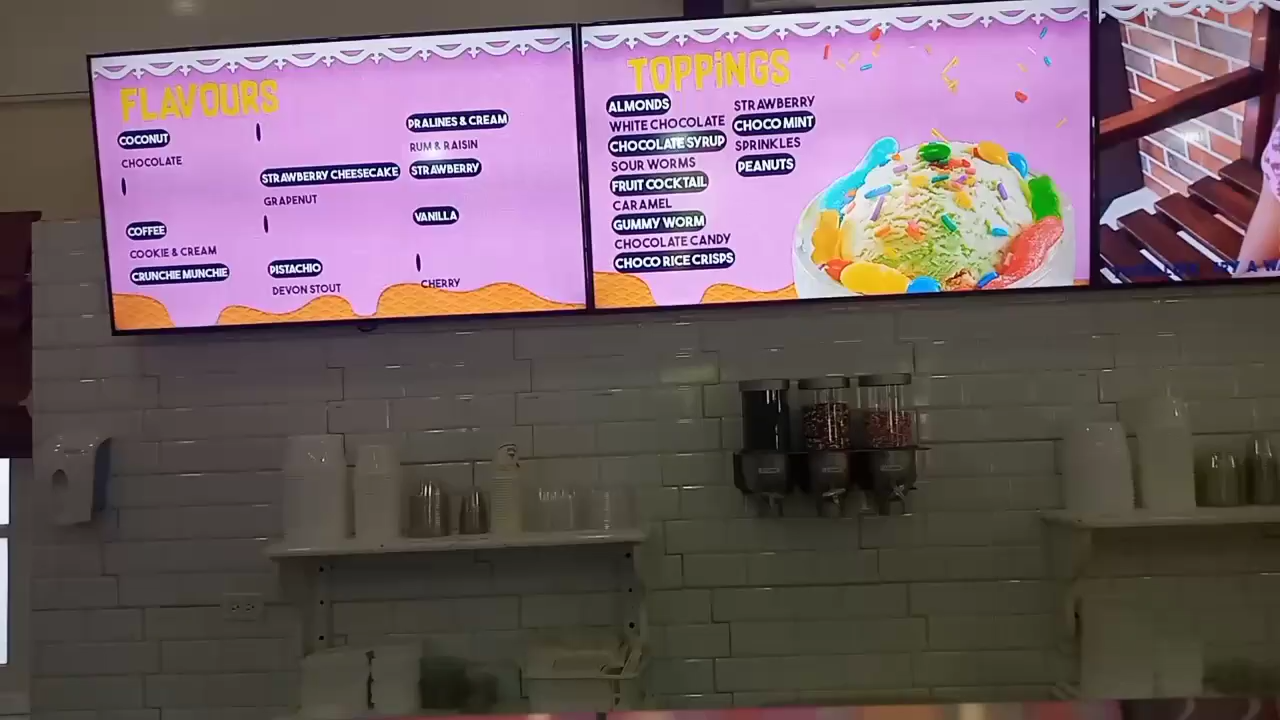 FLAVOURS
COCONUT
CHOCOLATE
COFFEE
COOKIE & CREAM
CRUNCHIE MUNCHIE
STRAWBERRY CHEESECAKE
GRAPENUT
PISTACHIO
DEVON STOUT
PRALINES & CREAM
RUM & RAISIN
STRAWBERRY
VANILLA
CHERRY
TOPPINGS
ALMONDS
WHITE CHOCOLATE
CHOCOLATE SYRUP
SOUR WORMS
FRUIT COCKTAIL
CARAMEL
GUMMY WORM
CHOCOLATE CANDY
CHOCO RICE CRISPS
STRAWBERRY
CHOCO MINT
SPRINKLES
PEANUTS